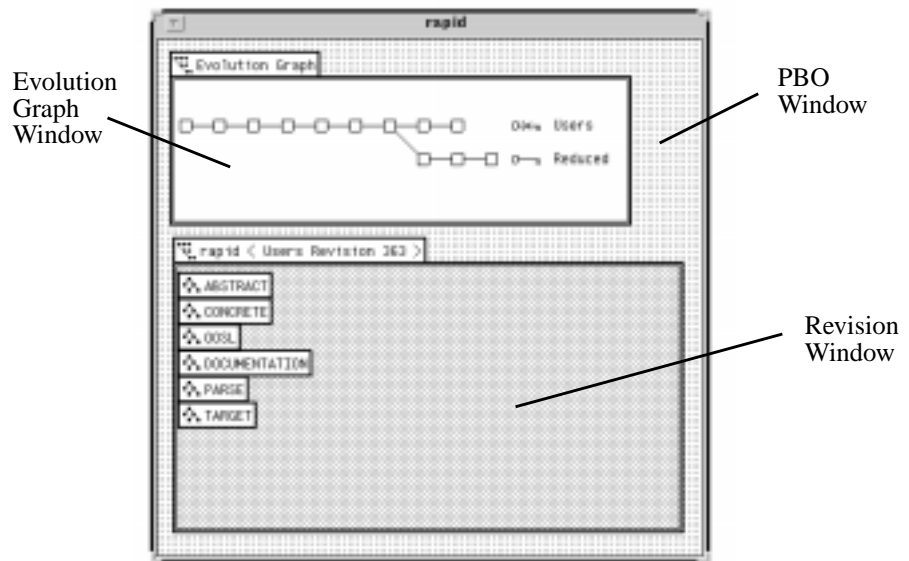 rapid
Evolution Graph
Evolution
Graph
Window
PBO
Window
Users
Reduced
rapid < Users Revision 363 >
ABSTRACT
CONCRETE
OOSL
DOCUMENTATION
PARSE
TARGET
Revision
Window